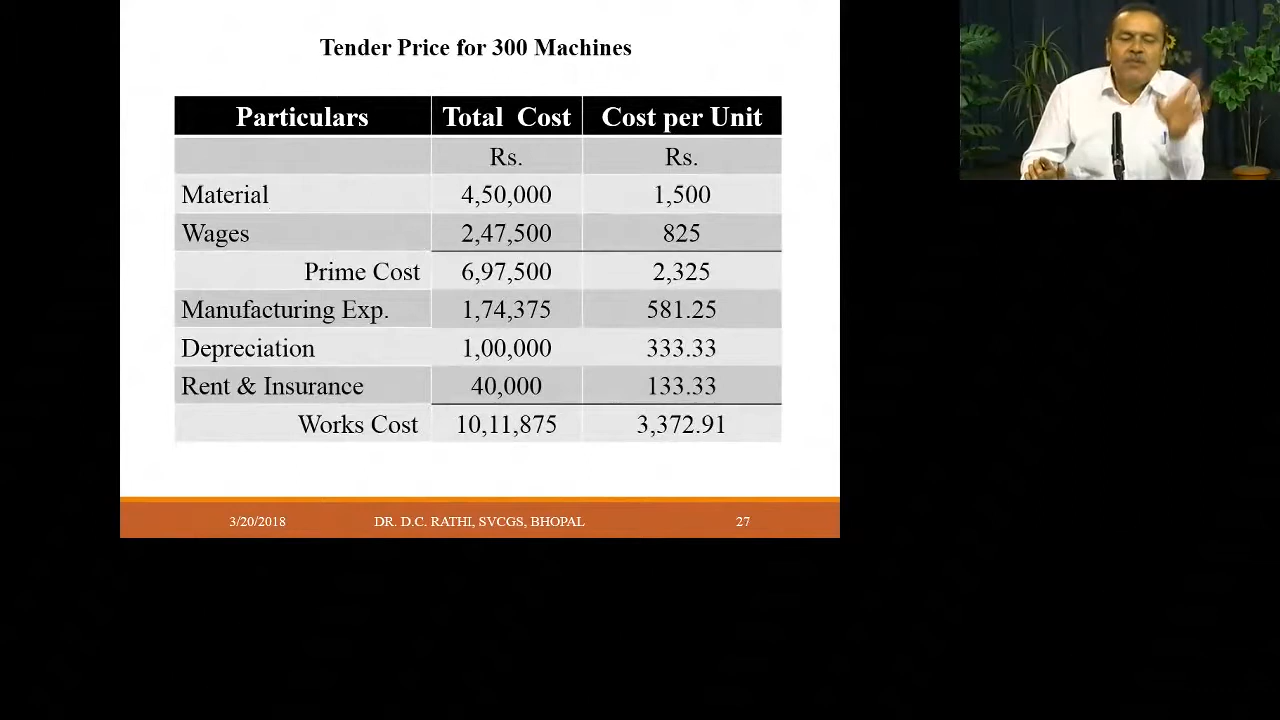 Tender Price for 300 Machines
Particulars Total Cost Cost per Unit
Rs. Rs.
Material 4,50,000 1,500
Wages 2,47,500 825
Prime Cost 6,97,500 2,325
Manufacturing Exp. 1,74,375 581.25
Depreciation 1,00,000 333.33
Rent & Insurance 40,000 133.33
Works Cost 10,11,875 3,372.91
3/20/2018 DR. D.C. RATHI, SVCGS, BHOPAL 27